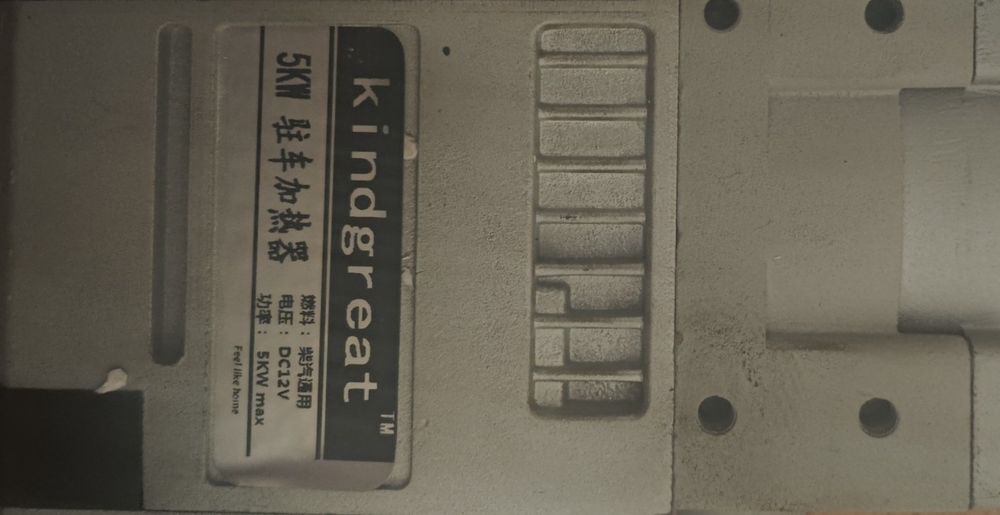 kindgreat™
5KW 驻车加热器
燃料：柴汽通用
电压：DC12V
功率：5KW max
Feel like home